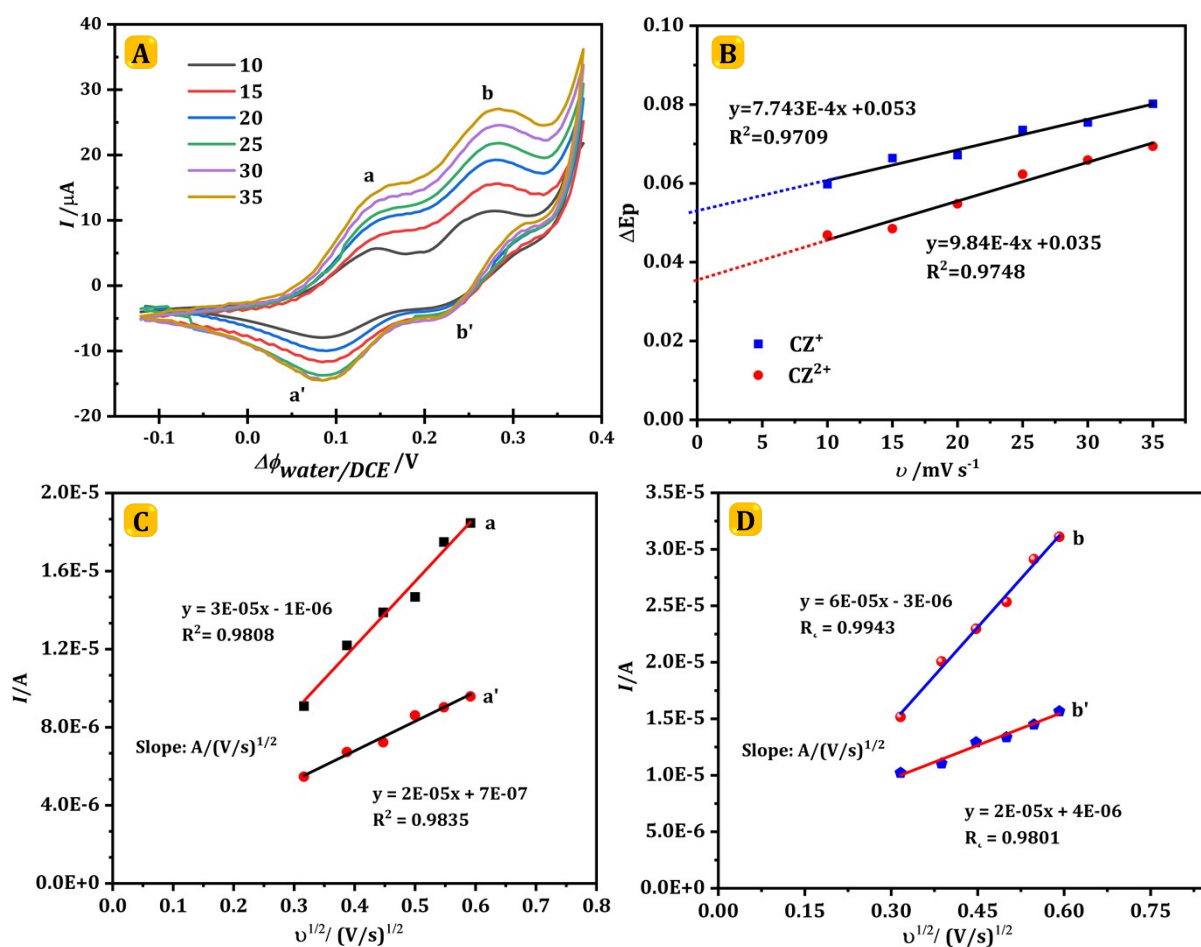 A
10
15
20
25
30
35
a
b
a'
b'
40
30
20
10
0
-10
-20
I /µA
-0.1 0.0 0.1 0.2 0.3 0.4
Δϕwater/DCE /V
B
y=7.743E-4x +0.053
R²=0.9709
y=9.84E-4x +0.035
R²=0.9748
CZ⁺
CZ²⁺
0.10
0.08
0.06
0.04
0.02
0.00
ΔEp
0 5 10 15 20 25 30 35
υ /mV s⁻¹
C
a
y = 3E-05x - 1E-06
R²= 0.9808
a'
Slope: A/(V/s)¹/²
y = 2E-05x + 7E-07
R² = 0.9835
2.0E-5
1.6E-5
1.2E-5
8.0E-6
4.0E-6
0.0E+0
I/A
0.0 0.1 0.2 0.3 0.4 0.5 0.6 0.7 0.8
υ¹/²/ (V/s)¹/²
D
b
y = 6E-05x - 3E-06
R˛ = 0.9943
b'
Slope: A/(V/s)¹/²
y = 2E-05x + 4E-06
R˛ = 0.9801
3.5E-5
3.0E-5
2.5E-5
2.0E-5
1.5E-5
1.0E-5
5.0E-6
0.0E+0
I/A
0.00 0.15 0.30 0.45 0.60 0.75
υ¹/²/ (V/s)¹/²